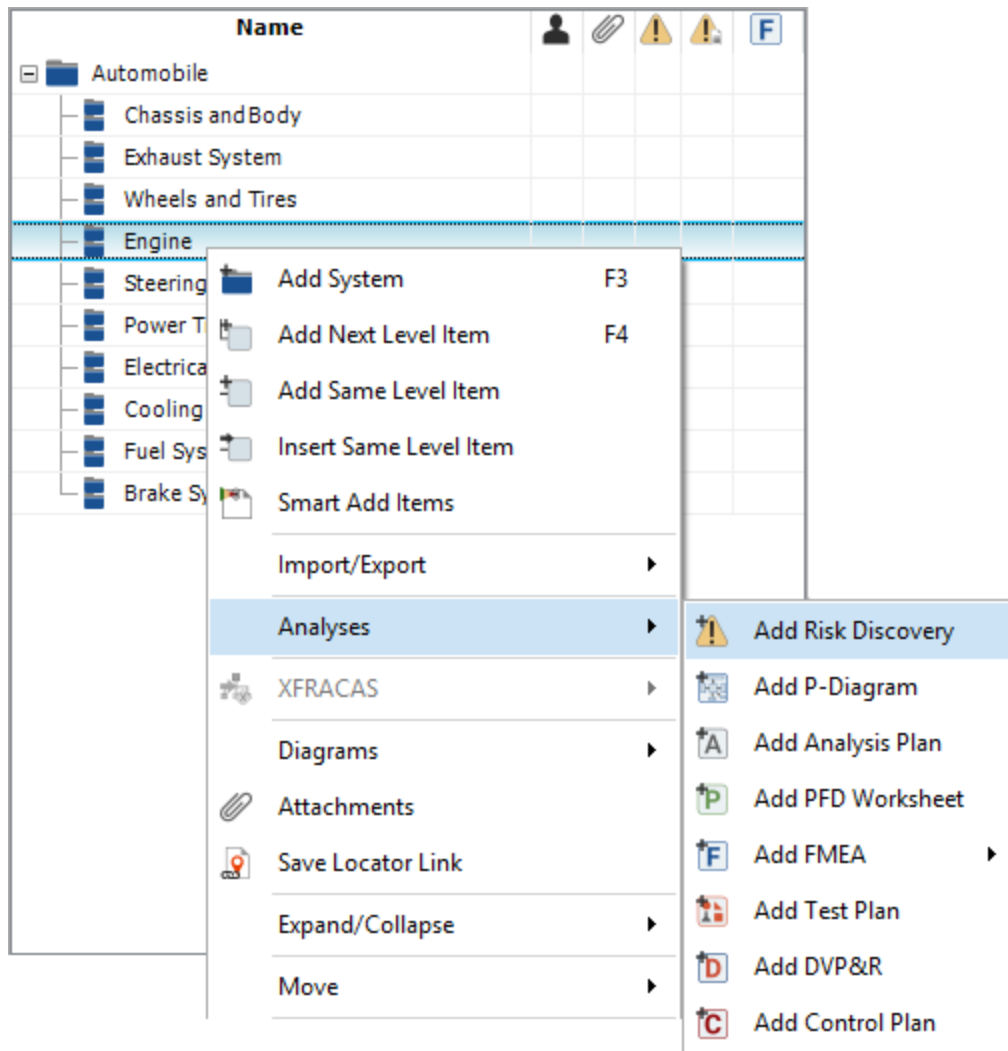 Name
F
Automobile
Chassis and Body
Exhaust System
Wheels and Tires
Engine
Steering
Power T
Electrica
Cooling
Fuel Sys
Brake Sy
Add System F3
Add Next Level Item F4
Add Same Level Item
Insert Same Level Item
Smart Add Items
Import/Export
Analyses
XFRACAS
Diagrams
Attachments
Save Locator Link
Expand/Collapse
Move
Add Risk Discovery
Add P-Diagram
A Add Analysis Plan
P Add PFD Worksheet
F Add FMEA
Add Test Plan
D Add DVP&R
C Add Control Plan